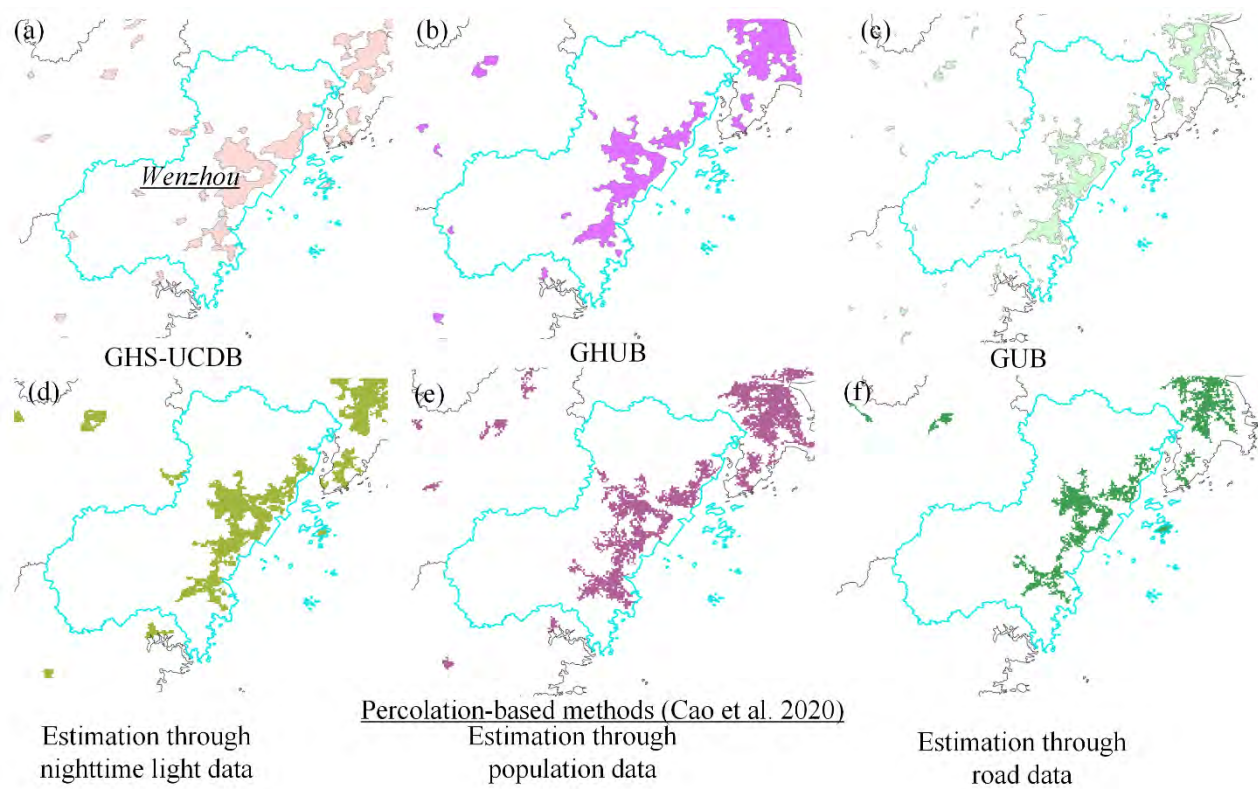 (a)
(b)
(c)
Wenzhou
GHS-UCDB
GHUB
GUB
(d)
(e)
(f)
Percolation-based methods (Cao et al. 2020)
Estimation through
nighttime light data
Estimation through
population data
Estimation through
road data